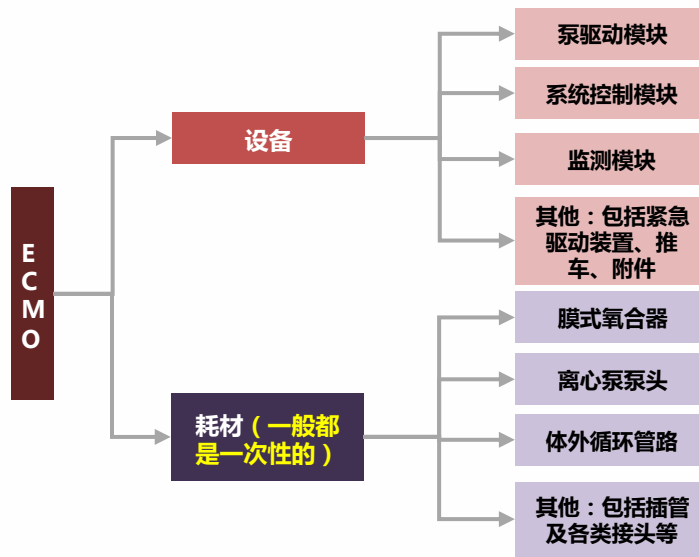 ECMO
设备
泵驱动模块
系统控制模块
监测模块
其他：包括紧急
驱动装置、推
车、附件
耗材（一般都
是一次性的）
膜式氧合器
离心泵泵头
体外循环管路
其他：包括插管
及各类接头等